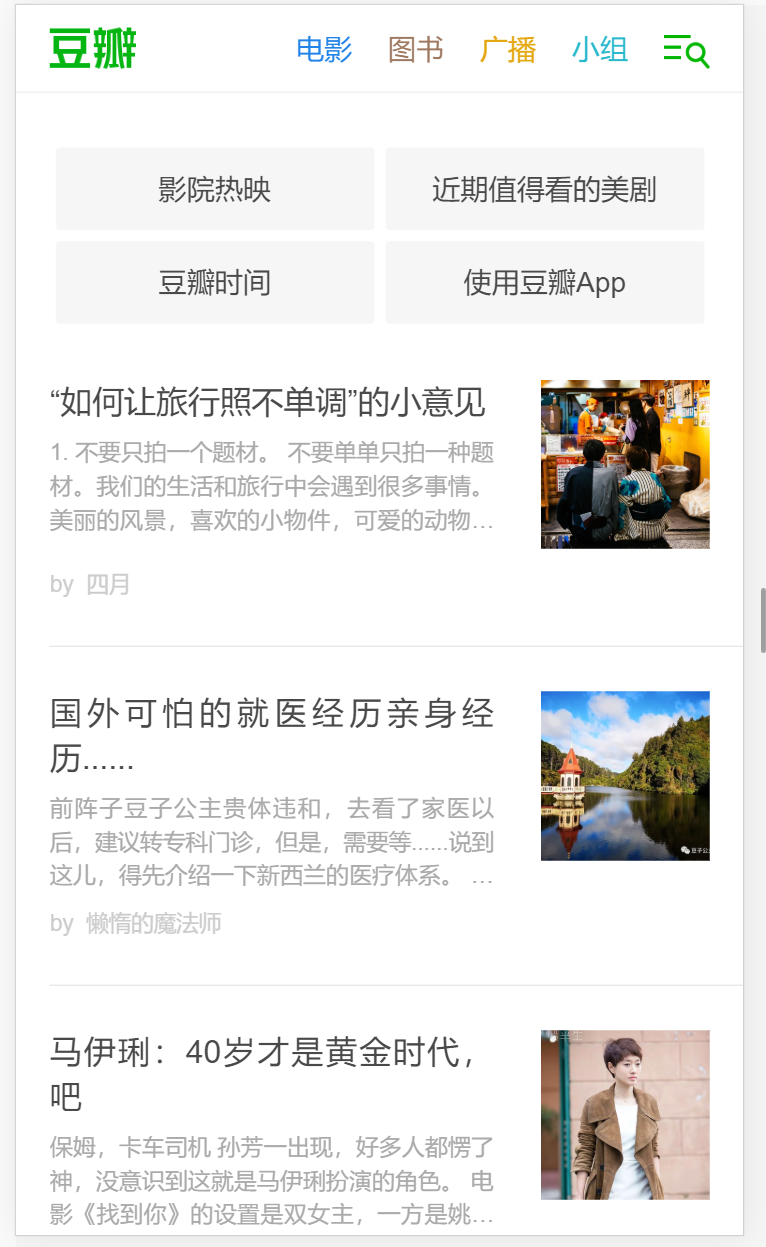 豆瓣 电影 图书 广播 小组
影院热映 近期值得看的美剧
豆瓣时间 使用豆瓣App
“如何让旅行照不单调”的小意见
1. 不要只拍一个题材。 不要单单只拍一种题
材。我们的生活和旅行中会遇到很多事情。
美丽的风景，喜欢的小物件，可爱的动物…
by 四月
国外可怕的就医经历亲身经
历……
前阵子豆子公主贵体违和，去看了家医以
后，建议转专科门诊，但是，需要等……说到
这儿，得先介绍一下新西兰的医疗体系。 …
豆子公
by 懒惰的魔法师
马伊琍：40岁才是黄金时代，
吧
保姆，卡车司机 孙芳一出现，好多人都愣了
神，没意识到这就是马伊琍扮演的角色。 电
影《找到你》的设置是双女主，一方是姚…